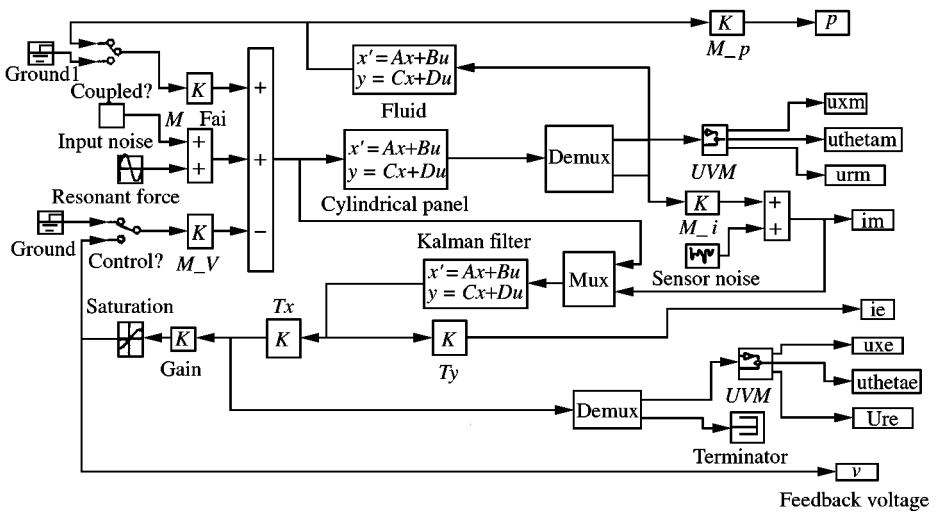 K
p
M_p
Ground1
Coupled?
x' = Ax+Bu
y = Cx+Du
Fluid
K
M Fai
+
+
−
Input noise
+
+
Resonant force
x' = Ax+Bu
y = Cx+Du
Cylindrical panel
Demux
UVM
uxm
uthetam
urm
K
M_i
+
+
im
Sensor noise
Ground
Control?
K
M_V
Kalman filter
x' = Ax+Bu
y = Cx+Du
Mux
Saturation
K
Gain
Tx
K
K
Ty
ie
UVM
uxe
uthetae
Ure
Demux
Terminator
v
Feedback voltage